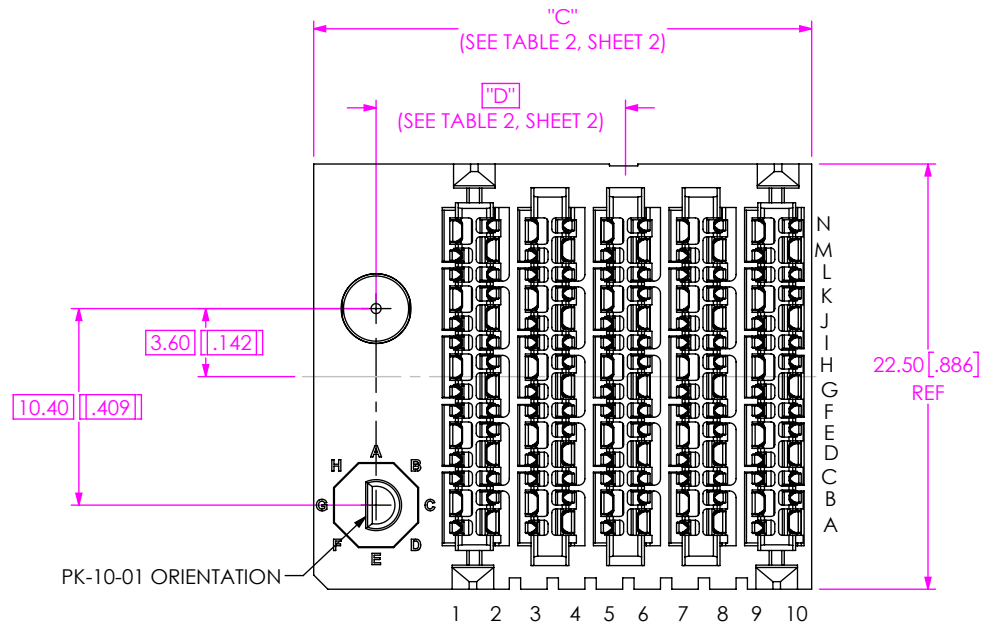 "C"
(SEE TABLE 2, SHEET 2)
"D"
(SEE TABLE 2, SHEET 2)
N
M
L
K
J
I
H
G
F
E
D
C
B
A
3.60 [.142]
10.40 [.409]
22.50 [.886]
REF
A
H B
G C
F D
E
PK-10-01 ORIENTATION
1 2 3 4 5 6 7 8 9 10